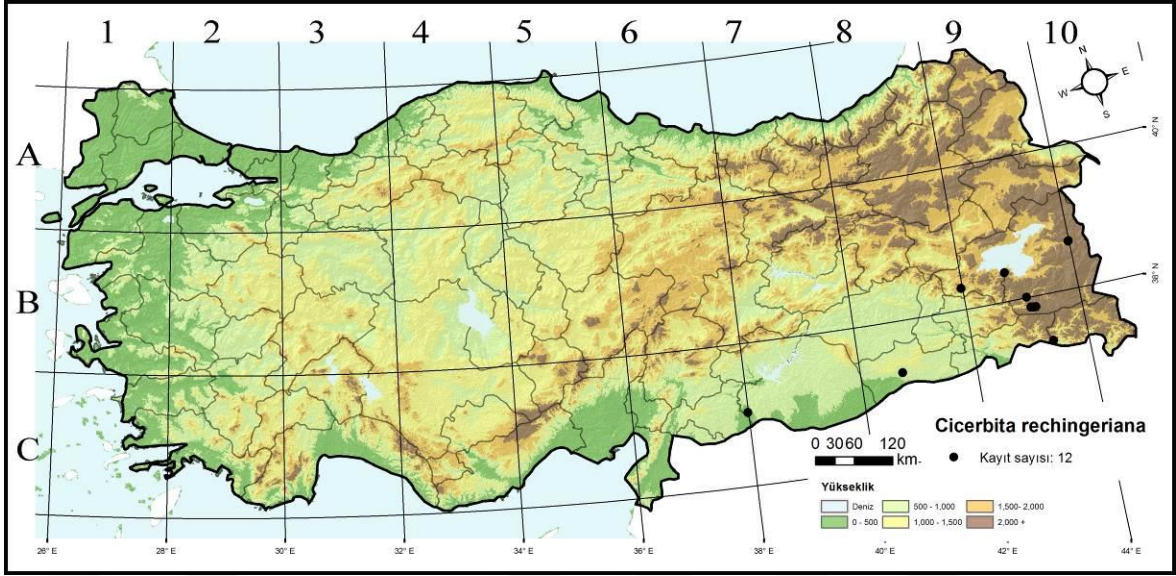 1 2 3 4 5 6 7 8 9 10
A
B
C
N
W E
S
40° N
38° N
Cicerbita rechingeriana
0 30 60 120
km
Kayıt sayısı: 12
Yükseklik
Deniz 500 - 1,000 1,500- 2,000
0 - 500 1,000 - 1,500 2,000 +
26° E 28° E 30° E 32° E 34° E 36° E 38° E 40° E 42° E 44° E